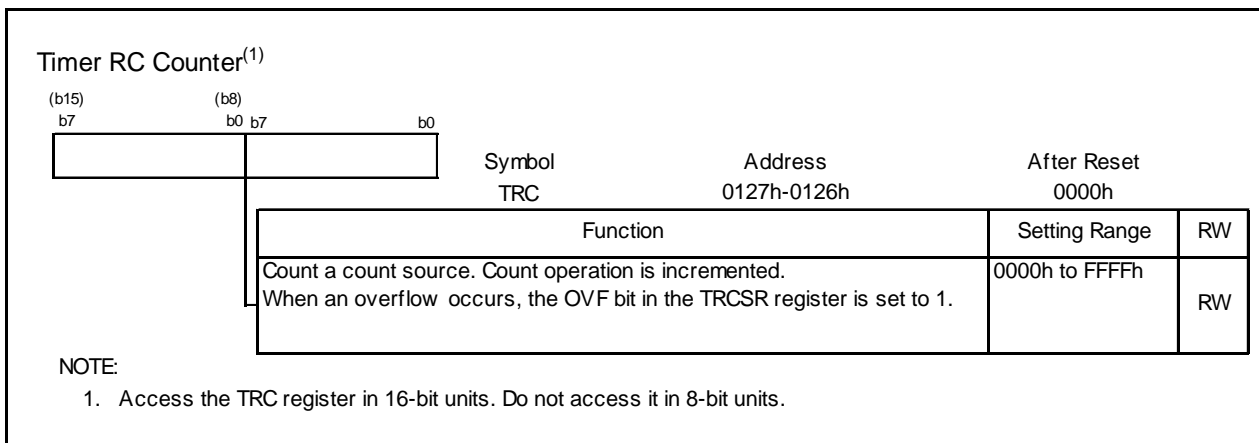 Timer RC Counter(1)
(b15) (b8)
b7 b0 b7 b0
Symbol Address After Reset
TRC 0127h-0126h 0000h
Function Setting Range RW
Count a count source. Count operation is incremented. 0000h to FFFFh
When an overflow occurs, the OVF bit in the TRCSR register is set to 1. RW
NOTE:
1. Access the TRC register in 16-bit units. Do not access it in 8-bit units.